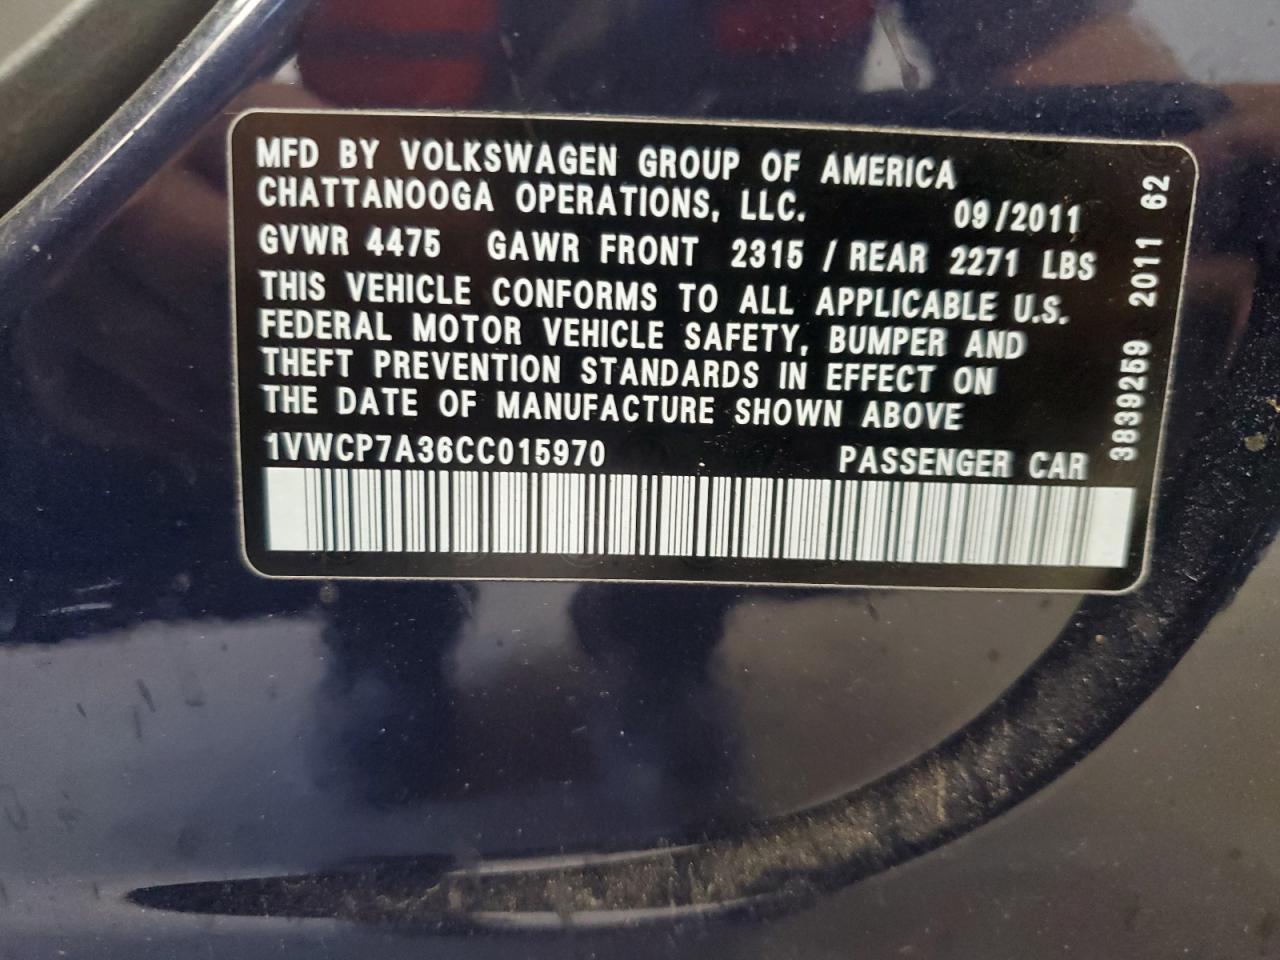 MFD BY VOLKSWAGEN GROUP OF AMERICA
CHATTANOOGA OPERATIONS, LLC. 09/2011
GVWR 4475 GAWR FRONT 2315 / REAR 2271 LBS
THIS VEHICLE CONFORMS TO ALL APPLICABLE U.S.
FEDERAL MOTOR VEHICLE SAFETY, BUMPER AND
THEFT PREVENTION STANDARDS IN EFFECT ON
THE DATE OF MANUFACTURE SHOWN ABOVE
1VWCP7A36CC015970 PASSENGER CAR
3839259 2011 62